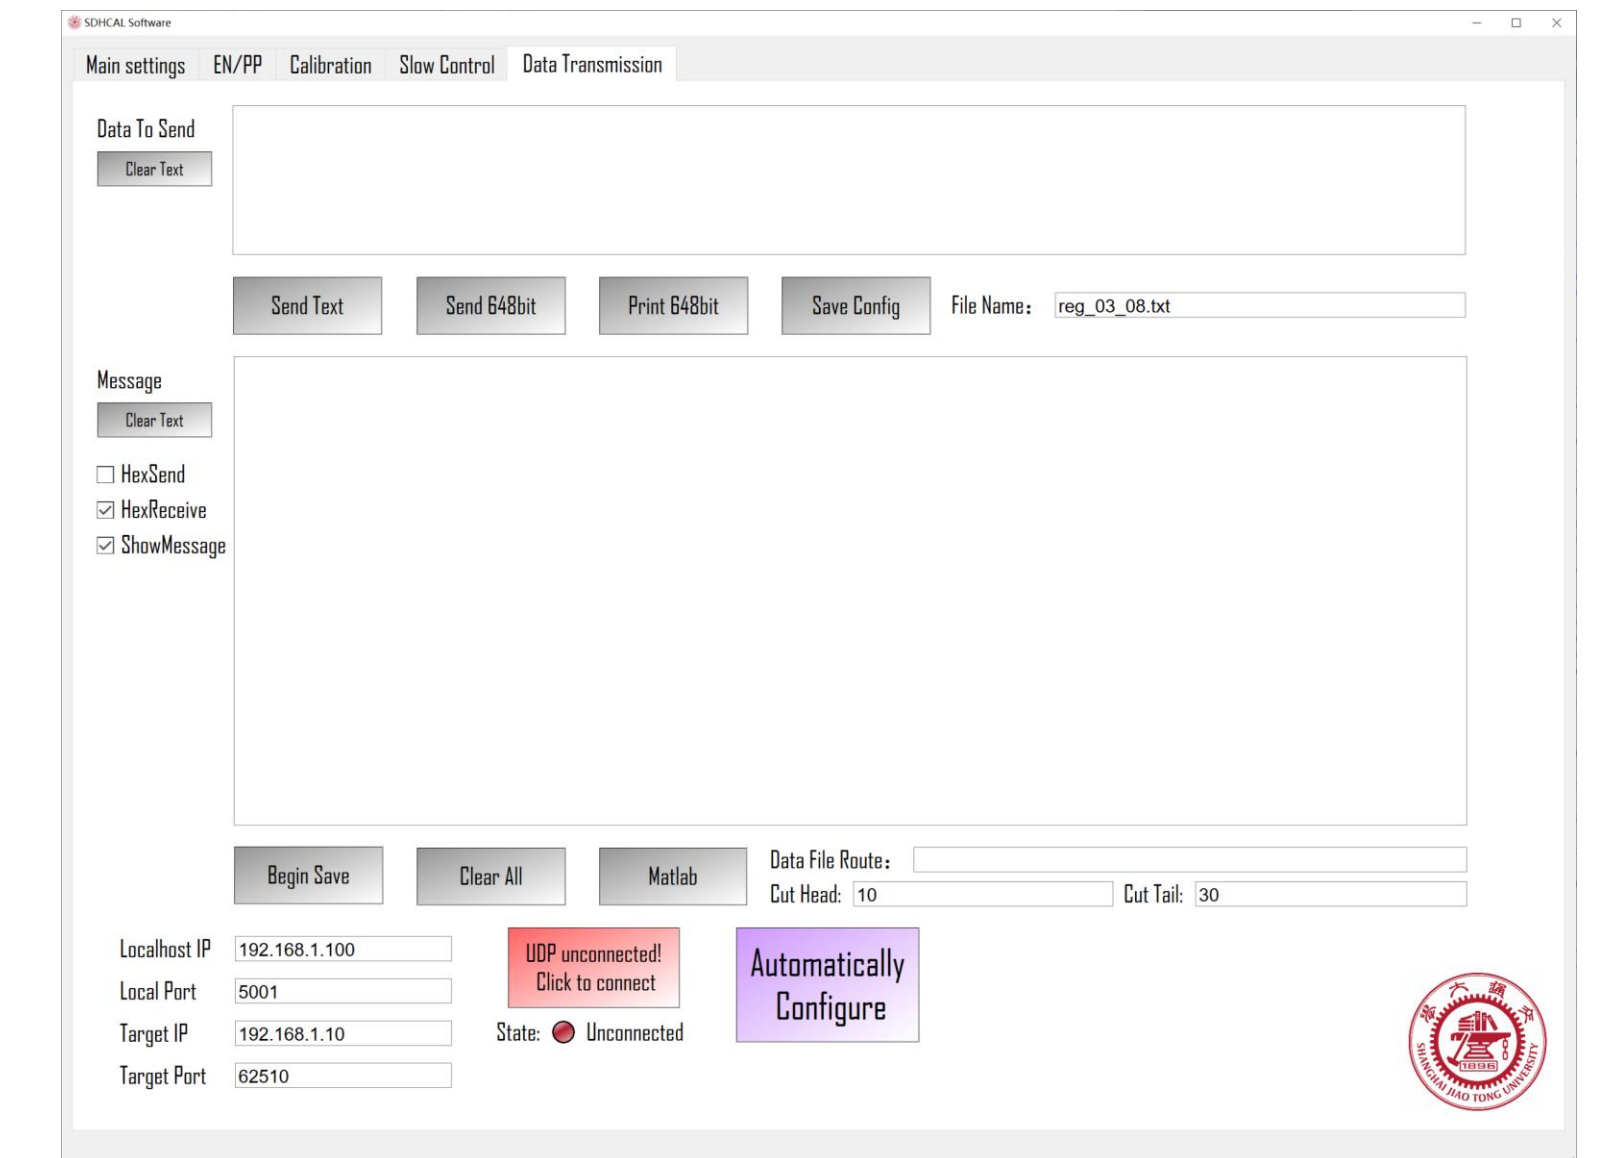 SDHCAL Software
Main settings EN/PP Calibration Slow Control Data Transmission
Data To Send
Clear Text
Send Text Send 648bit Print 648bit Save Config File Name: reg_03_08.txt
Message
Clear Text
HexSend
HexReceive
ShowMessage
Begin Save Clear All Matlab Data File Route:
Cut Head: 10 Cut Tail: 30
Localhost IP 192.168.1.100
Local Port 5001
Target IP 192.168.1.10
Target Port 62510
UDP unconnected!
Click to connect
State: Unconnected
Automatically
Configure
1896
SHANGHAI JIAO TONG UNIVERSITY